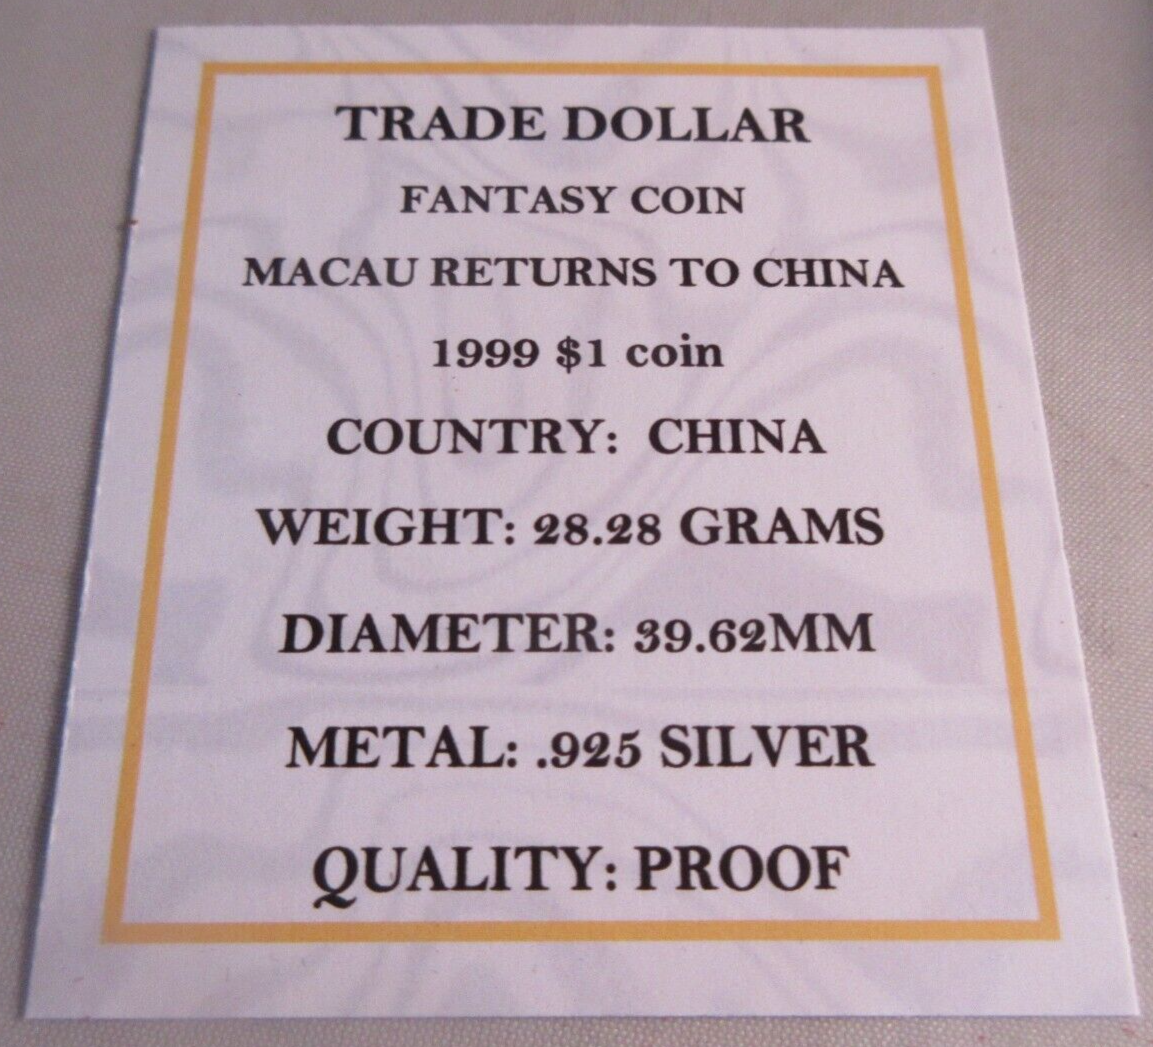 TRADE DOLLAR
FANTASY COIN
MACAU RETURNS TO CHINA
1999 $1 coin
COUNTRY: CHINA
WEIGHT: 28.28 GRAMS
DIAMETER: 39.62MM
METAL: .925 SILVER
QUALITY: PROOF